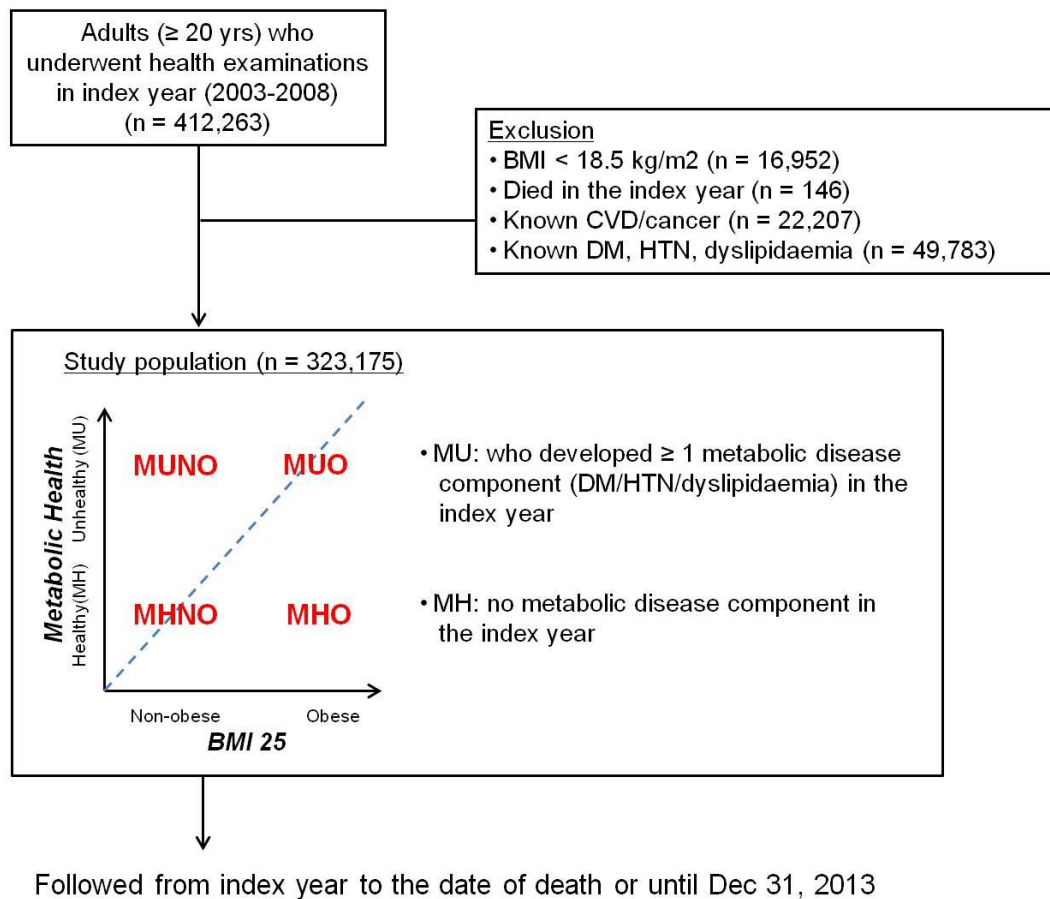 Adults (≥ 20 yrs) who
underwent health examinations
in index year (2003-2008)
(n = 412,263)
Exclusion
• BMI < 18.5 kg/m2 (n = 16,952)
• Died in the index year (n = 146)
• Known CVD/cancer (n = 22,207)
• Known DM, HTN, dyslipidaemia (n = 49,783)
Study population (n = 323,175)
Metabolic Health
Unhealthy (MU)
Healthy(MH)
MUNO MUO
MHNO MHO
Non-obese Obese
BMI 25
• MU: who developed ≥ 1 metabolic disease
component (DM/HTN/dyslipidaemia) in the
index year
• MH: no metabolic disease component in
the index year
Followed from index year to the date of death or until Dec 31, 2013